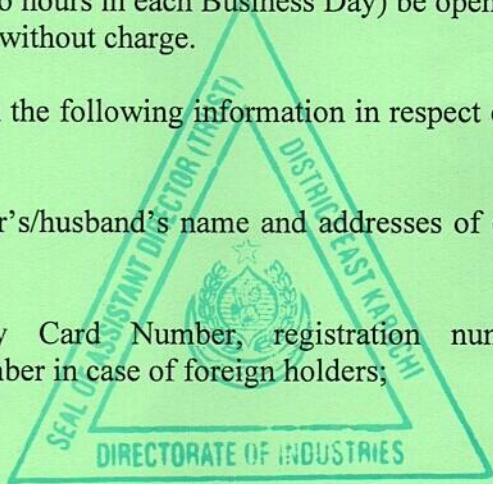 o hours in each Business Day) be open
without charge.
the following information in respect
r's/husband's name and addresses of
y Card Number, registration num
ber in case of foreign holders;
SEAL OF ASSISTANT DIRECTOR (TRUST)
DISTRICT EAST KARCHI
DIRECTORATE OF INDUSTRIES